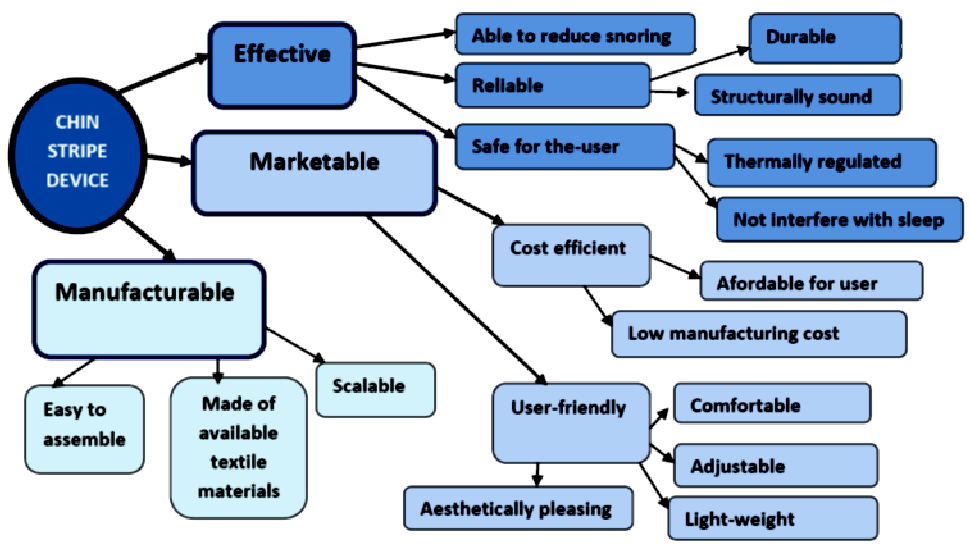 CHIN
STRIPE
DEVICE
Effective
Able to reduce snoring
Reliable
Durable
Structurally sound
Safe for the-user
Thermally regulated
Not Interfere with sleep
Marketable
Cost efficient
Afordable for user
Low manufacturing cost
User-friendly
Comfortable
Adjustable
Light-weight
Aesthetically pleasing
Manufacturable
Easy to
assemble
Made of
available
textile
materials
Scalable